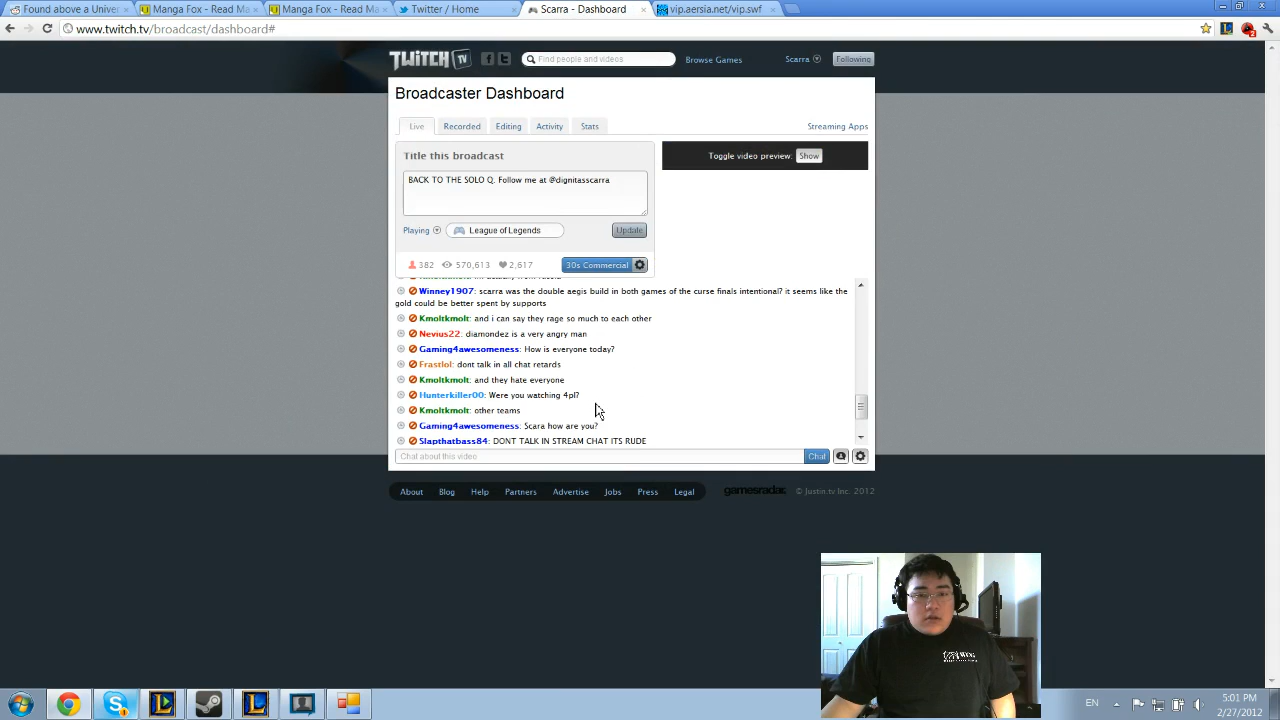 Found above a Univer
Manga Fox - Read Ma
Manga Fox - Read Ma
Twitter / Home
Scarra - Dashboard
vip.aersia.net/vip.swf
www.twitch.tv/broadcast/dashboard#
TWITCH TV
Find people and videos
Browse Games
Scarra
Following
Broadcaster Dashboard
Live Recorded Editing Activity Stats
Streaming Apps
Title this broadcast
Toggle video preview: Show
BACK TO THE SOLO Q. Follow me at @dignitasscarra
Playing League of Legends Update
382 570,613 2,617 30s Commercial
Winney1907: scarra was the double aegis build in both games of the curse finals intentional? it seems like the
gold could be better spent by supports
Kmoltkmolt: and i can say they rage so much to each other
Nevius22: diamondez is a very angry man
Gaming4awesomeness: How is everyone today?
Frastlol: dont talk in all chat retards
Kmoltkmolt: and they hate everyone
Hunterkiller00: Were you watching 4pl?
Kmoltkmolt: other teams
Gaming4awesomeness: Scara how are you?
Slapthatbass84: DONT TALK IN STREAM CHAT ITS RUDE
Chat about this video
Chat
About Blog Help Partners Advertise Jobs Press Legal
gamesradar.
© Justin.tv Inc. 2012
EN
5:01 PM
2/27/2012